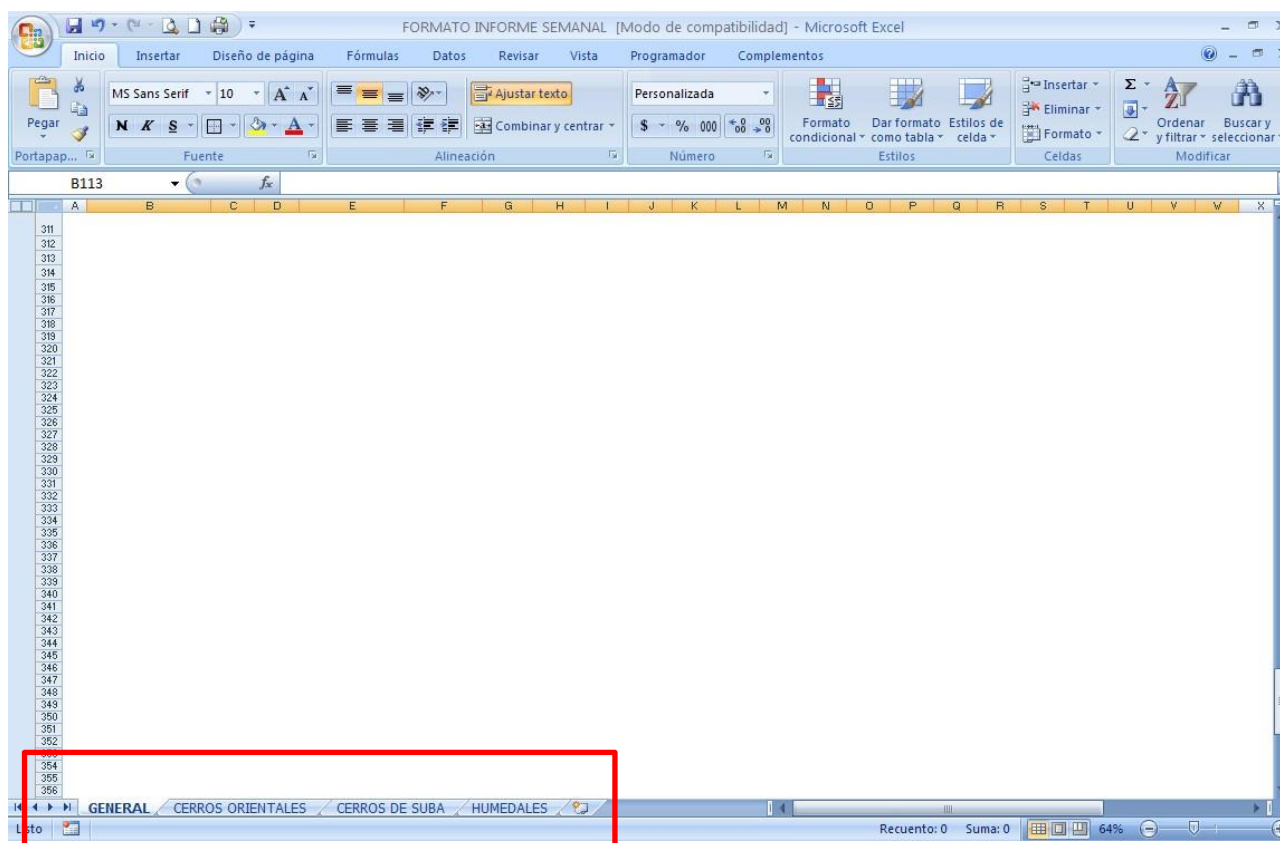 FORMATO INFORME SEMANAL [Modo de compatibilidad] - Microsoft Excel
Inicio Insertar Diseño de página Fórmulas Datos Revisar Vista Programador Complementos
Pegar
MS Sans Serif 10 A A
N K S A
Ajustar texto
Combinar y centrar
Personalizada
$ % 000
Formato condicional
Dar formato como tabla
Estilos de celda
Insertar
Eliminar
Formato
Σ
Ordenar y filtrar
Buscar y seleccionar
Portapap... Fuente Alineación Número Estilos Celdas Modificar
B113 fx
A B C D E F G H I J K L M N O P Q R S T U V W X
311
312
313
314
315
316
317
318
319
320
321
322
323
324
325
326
327
328
329
330
331
332
333
334
335
336
337
338
339
340
341
342
343
344
345
346
347
348
349
350
351
352
354
355
356
GENERAL CERROS ORIENTALES CERROS DE SUBA HUMEDALES
Listo Recuento: 0 Suma: 0 64%